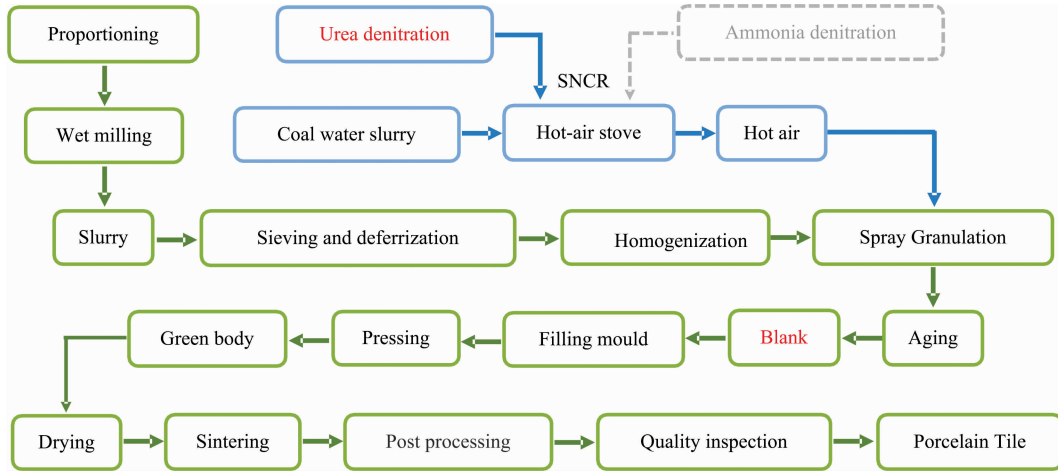 Proportioning
Urea denitration
Ammonia denitration
SNCR
Wet milling
Coal water slurry
Hot-air stove
Hot air
Slurry
Sieving and deferrization
Homogenization
Spray Granulation
Green body
Pressing
Filling mould
Blank
Aging
Drying
Sintering
Post processing
Quality inspection
Porcelain Tile